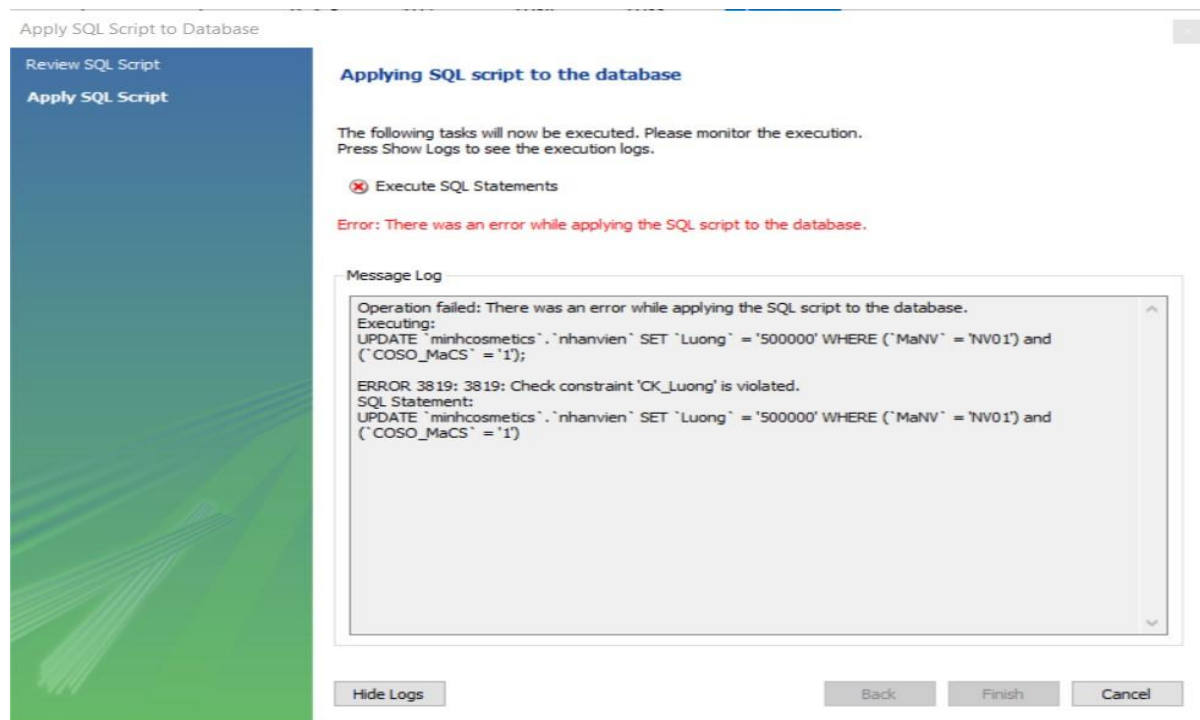 Apply SQL Script to Database
Review SQL Script
Apply SQL Script
Applying SQL script to the database
The following tasks will now be executed. Please monitor the execution.
Press Show Logs to see the execution logs.
Execute SQL Statements
Error: There was an error while applying the SQL script to the database.
Message Log
Operation failed: There was an error while applying the SQL script to the database.
Executing:
UPDATE `minhcosmetics`.`nhanvien` SET `Luong` = '500000' WHERE (`MaNV` = 'NV01') and
(`COSO_MaCS` = '1');
ERROR 3819: 3819: Check constraint 'CK_Luong' is violated.
SQL Statement:
UPDATE `minhcosmetics`.`nhanvien` SET `Luong` = '500000' WHERE (`MaNV` = 'NV01') and
(`COSO_MaCS` = '1')
Hide Logs
Back
Finish
Cancel